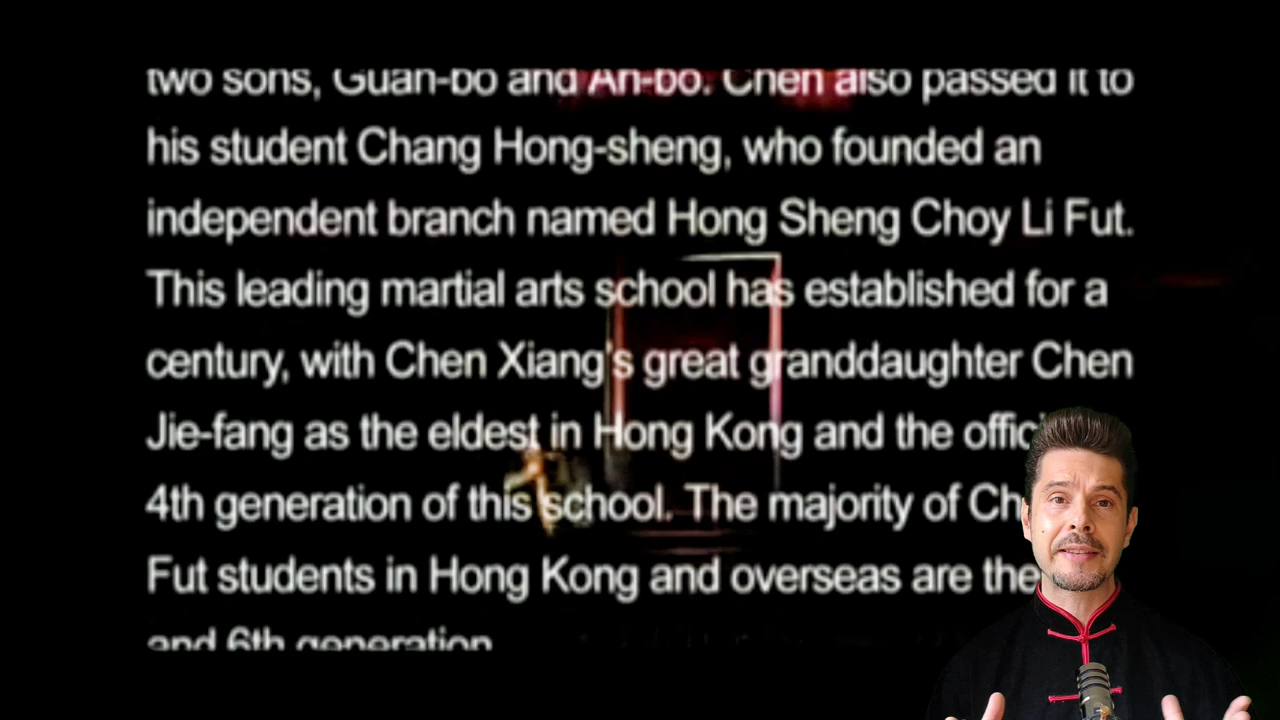 two sons, Guan-bo and An-bo. Chen also passed it to
his student Chang Hong-sheng, who founded an
independent branch named Hong Sheng Choy Li Fut.
This leading martial arts school has established for a
century, with Chen Xiang's great granddaughter Chen
Jie-fang as the eldest in Hong Kong and the offic
4th generation of this school. The majority of Ch
Fut students in Hong Kong and overseas are the
and 6th generation